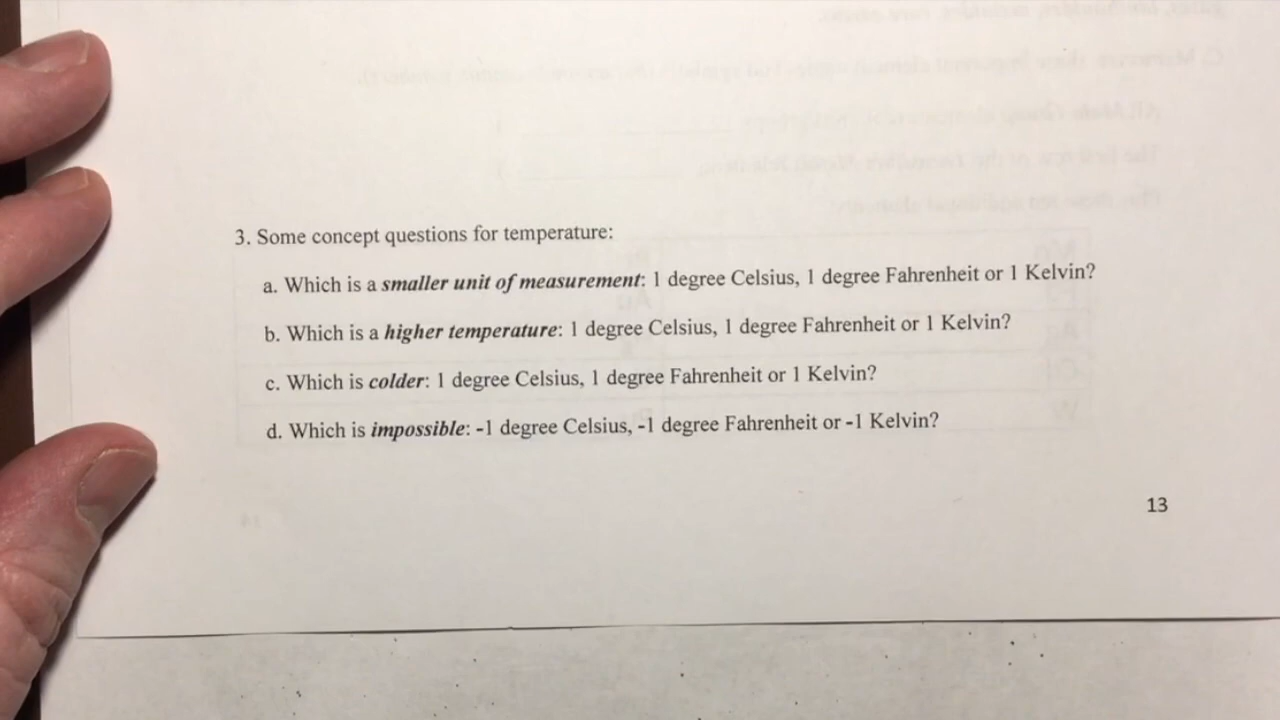 3. Some concept questions for temperature:
a. Which is a smaller unit of measurement: 1 degree Celsius, 1 degree Fahrenheit or 1 Kelvin?
b. Which is a higher temperature: 1 degree Celsius, 1 degree Fahrenheit or 1 Kelvin?
c. Which is colder: 1 degree Celsius, 1 degree Fahrenheit or 1 Kelvin?
d. Which is impossible: -1 degree Celsius, -1 degree Fahrenheit or -1 Kelvin?
13